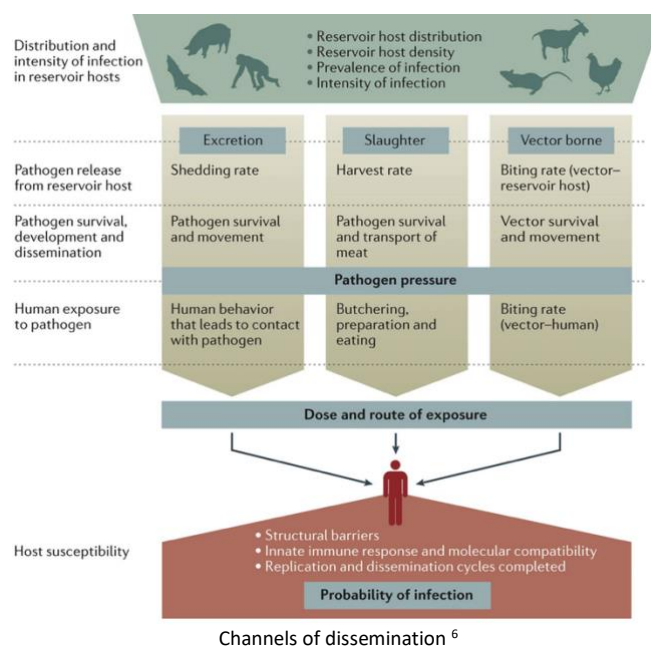 Distribution and
intensity of infection
in reservoir hosts
• Reservoir host distribution
• Reservoir host density
• Prevalence of infection
• Intensity of infection
Excretion
Slaughter
Vector borne
Pathogen release
from reservoir host
Shedding rate
Harvest rate
Biting rate (vector–
reservoir host)
Pathogen survival,
development and
dissemination
Pathogen survival
and movement
Pathogen survival
and transport of
meat
Vector survival
and movement
Pathogen pressure
Human exposure
to pathogen
Human behavior
that leads to contact
with pathogen
Butchering,
preparation and
eating
Biting rate
(vector–human)
Dose and route of exposure
Host susceptibility
• Structural barriers
• Innate immune response and molecular compatibility
• Replication and dissemination cycles completed
Probability of infection
Channels of dissemination 6